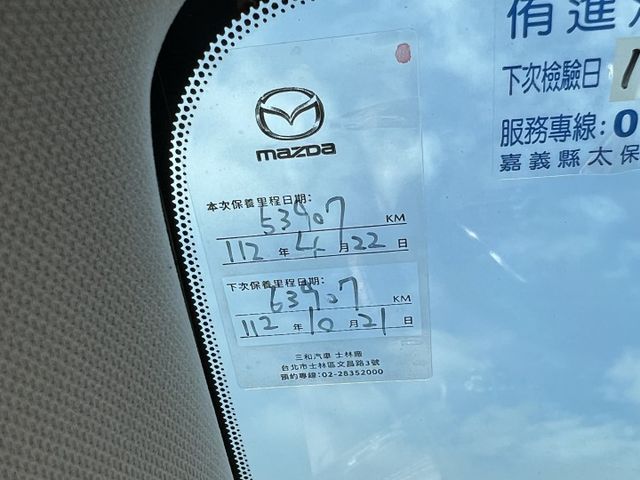 mazda
本次保養里程日期:
53907 KM
112 年 4 月 22 日
下次保養里程日期:
63907 KM
112 年 10 月 21 日
三和汽車 士林廠
台北市士林區文昌路3號
預約專線:02-28352000
侑進
下次檢驗日 1
服務專線:0
嘉義縣太保